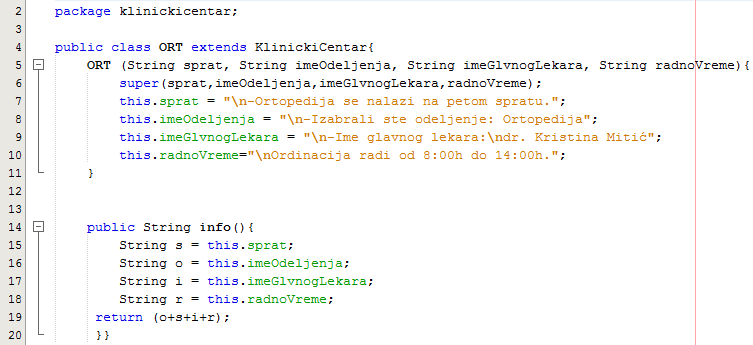 2 package klinickicentar;
3
4 public class ORT extends KlinickiCentar{
5 ORT (String sprat, String imeOdeljenja, String imeGlvnogLekara, String radnoVreme){
6 super(sprat,imeOdeljenja,imeGlvnogLekara,radnoVreme);
7 this.sprat = "\n-Ortopedija se nalazi na petom spratu.";
8 this.imeOdeljenja = "\n-Izabrali ste odeljenje: Ortopedija";
9 this.imeGlvnogLekara = "\n-Ime glavnog lekara:\ndr. Kristina Mitić";
10 this.radnoVreme="\nOrdinacija radi od 8:00h do 14:00h.";
11 }
12
13
14 public String info(){
15 String s = this.sprat;
16 String o = this.imeOdeljenja;
17 String i = this.imeGlvnogLekara;
18 String r = this.radnoVreme;
19 return (o+s+i+r);
20 }}